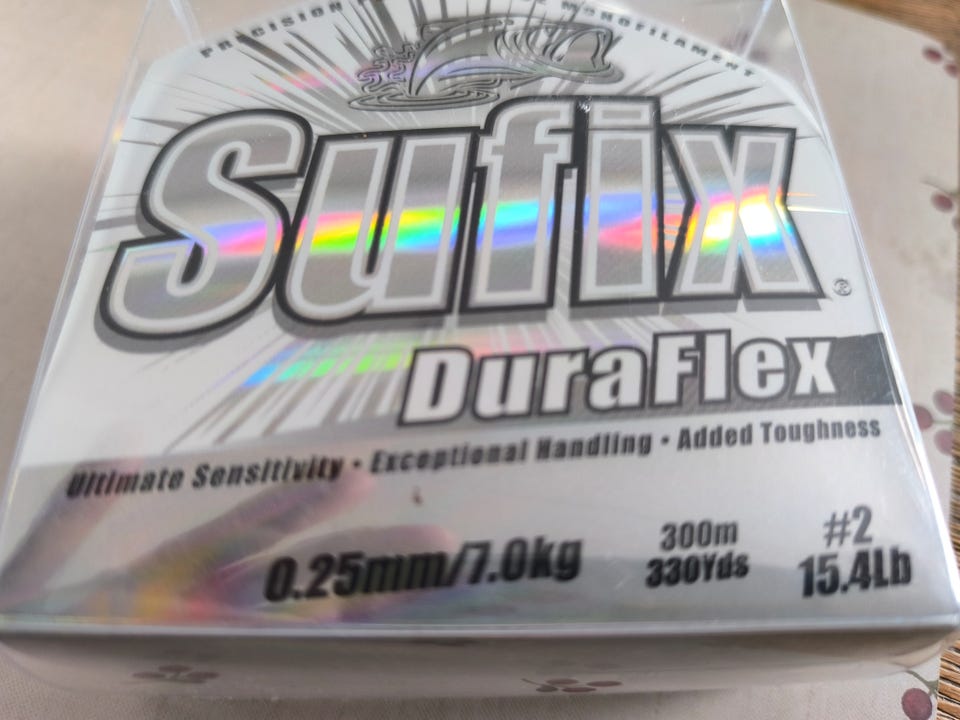 PRECISION MONOFILAMENT
Sufix®
DuraFlex
Ultimate Sensitivity • Exceptional Handling • Added Toughness
0.25mm/7.0kg
300m
330Yds
#2
15.4Lb